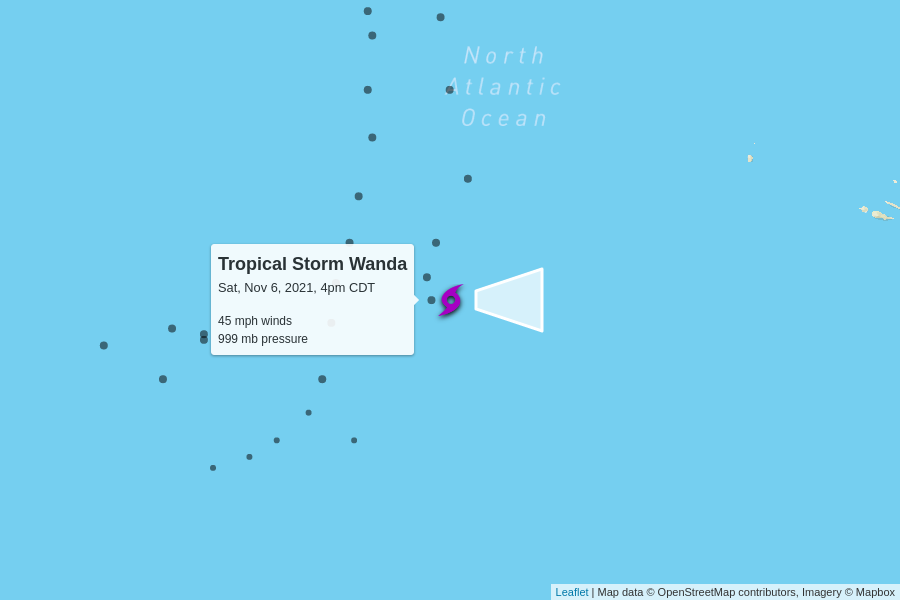 North
Atlantic
Ocean
Tropical Storm Wanda
Sat, Nov 6, 2021, 4pm CDT
45 mph winds
999 mb pressure
Leaflet | Map data © OpenStreetMap contributors, Imagery © Mapbox